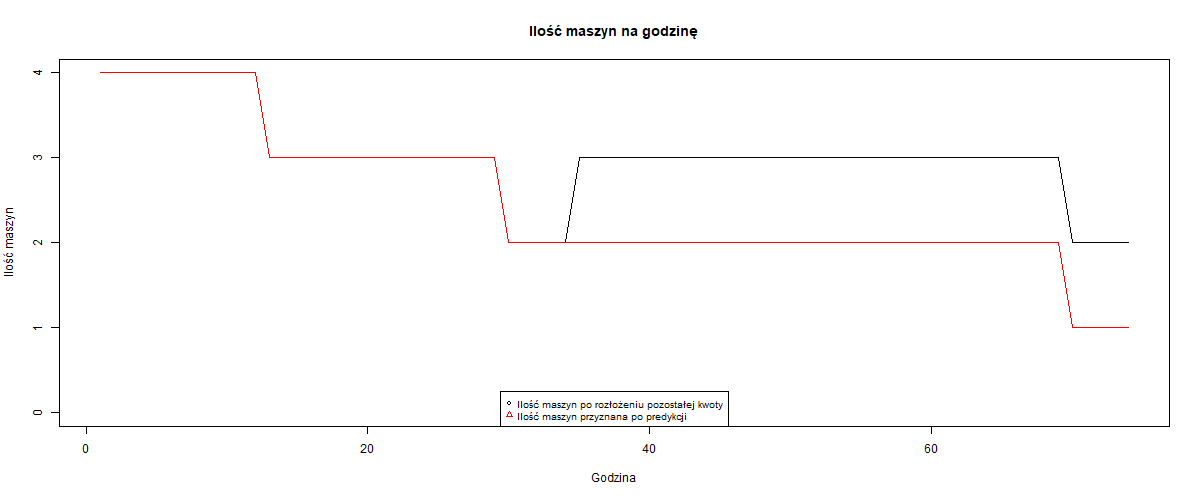 Ilość maszyn na godzinę
Ilość maszyn
4
3
2
1
0
Ilość maszyn po rozłożeniu pozostałej kwoty
Ilość maszyn przyznana po predykcji
0 20 40 60
Godzina